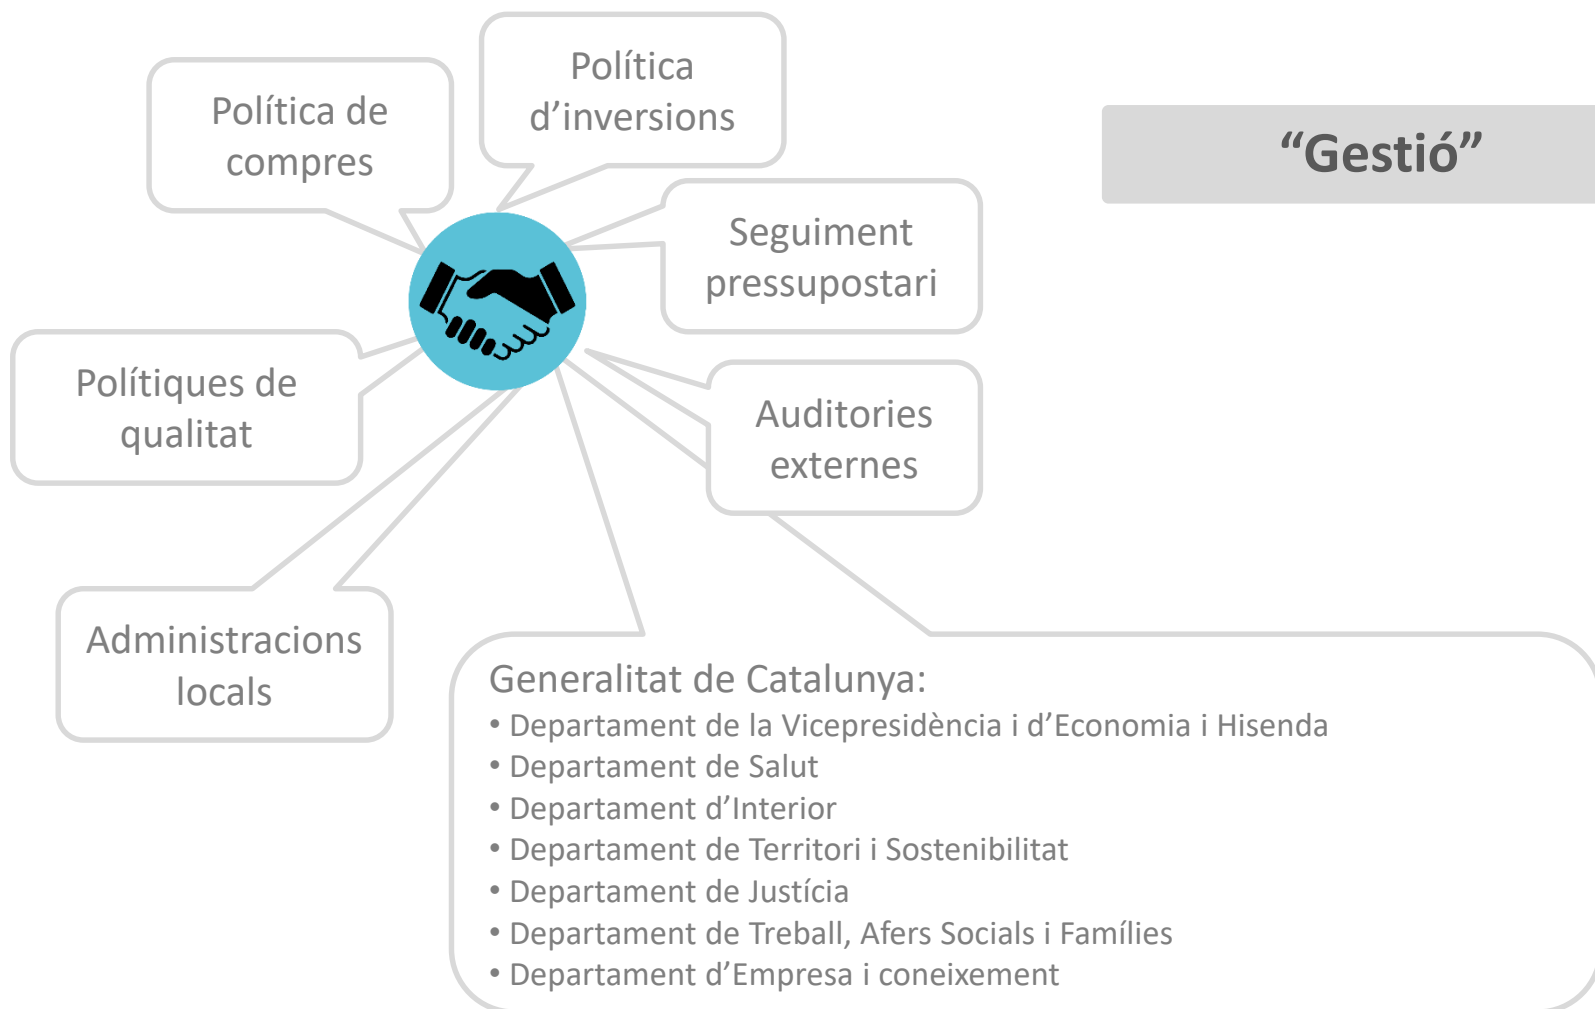 Política
d’inversions
Política de
compres
“Gestió”
Seguiment
pressupostari
Polítiques de
qualitat
Auditories
externes
Administracions
locals
Generalitat de Catalunya:
• Departament de la Vicepresidència i d’Economia i Hisenda
• Departament de Salut
• Departament d’Interior
• Departament de Territori i Sostenibilitat
• Departament de Justícia
• Departament de Treball, Afers Socials i Famílies
• Departament d’Empresa i coneixement